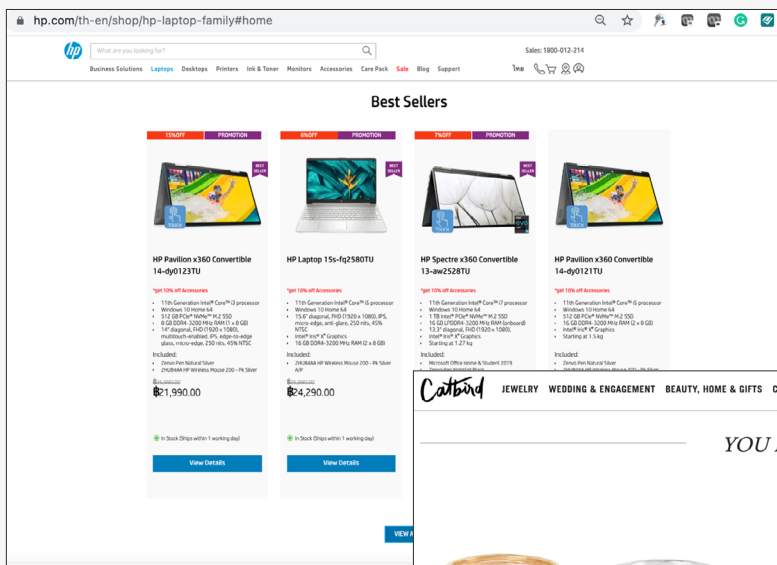 hp.com/th-en/shop/hp-laptop-family#home
hp
What are you looking for?
Sales: 1800-012-214
Business Solutions Laptops Desktops Printers Ink & Toner Monitors Accessories Care Pack Sale Blog Support
ไทย
Best Sellers
15%OFF PROMOTION
BEST SELLER
TOUCH
HP Pavilion x360 Convertible
14-dy0123TU
*get 10% off Accessories
11th Generation Intel® Core™ i3 processor
Windows 10 Home 64
512 GB PCIe® NVMe™ M.2 SSD
8 GB DDR4-3200 MHz RAM (1 x 8 GB)
14" diagonal, FHD (1920 x 1080),
multitouch-enabled, IPS, edge-to-edge
glass, micro-edge, 250 nits, 45% NTSC
Included:
Zenvo Pen Natural Silver
2HU84AA HP Wireless Mouse 200 - Pk Silver
฿21,990.00
In Stock (Ships within 1 working day)
View Details
6%OFF PROMOTION
BEST SELLER
HP Laptop 15s-fq2580TU
*get 10% off Accessories
11th Generation Intel® Core™ i5 processor
Windows 10 Home 64
15.6" diagonal, FHD (1920 x 1080), IPS,
micro-edge, anti-glare, 250 nits, 45%
NTSC
Intel® Iris® Xᵉ Graphics
16 GB DDR4-3200 MHz RAM (2 x 8 GB)
Included:
2HU84AA HP Wireless Mouse 200 - Pk Silver
A/P
฿24,290.00
In Stock (Ships within 1 working day)
View Details
7%OFF PROMOTION
BEST SELLER
TOUCH
evo
HP Spectre x360 Convertible
13-aw2528TU
*get 10% off Accessories
11th Generation Intel® Core™ i7 processor
Windows 10 Home 64
1 TB Intel® PCIe® NVMe™ M.2 SSD
16 GB LPDDR4-3200 MHz RAM (onboard)
13.3" diagonal, FHD (1920 x 1080),
Intel® Iris® Xᵉ Graphics
Starting at 1.27 kg
Included:
Microsoft Office Home & Student 2019
TOUCH
HP Pavilion x360 Convertible
14-dy0121TU
*get 10% off Accessories
11th Generation Intel® Core™ i5 processor
Windows 10 Home 64
512 GB PCIe® NVMe™ M.2 SSD
16 GB DDR4-3200 MHz RAM (2 x 8 GB)
Intel® Iris® Xᵉ Graphics
Starting at 1.5 kg
Included:
Zenvo Pen Natural Silver
VIEW A
Catbird JEWELRY WEDDING & ENGAGEMENT BEAUTY, HOME & GIFTS C
YOU